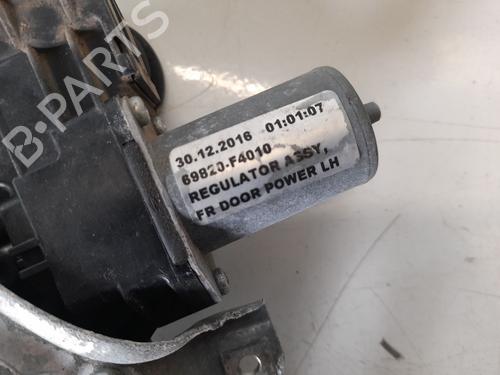 B-PARTS
30.12.2016 01:01:07
69820-F4010
REGULATOR ASSY,
FR DOOR POWER LH